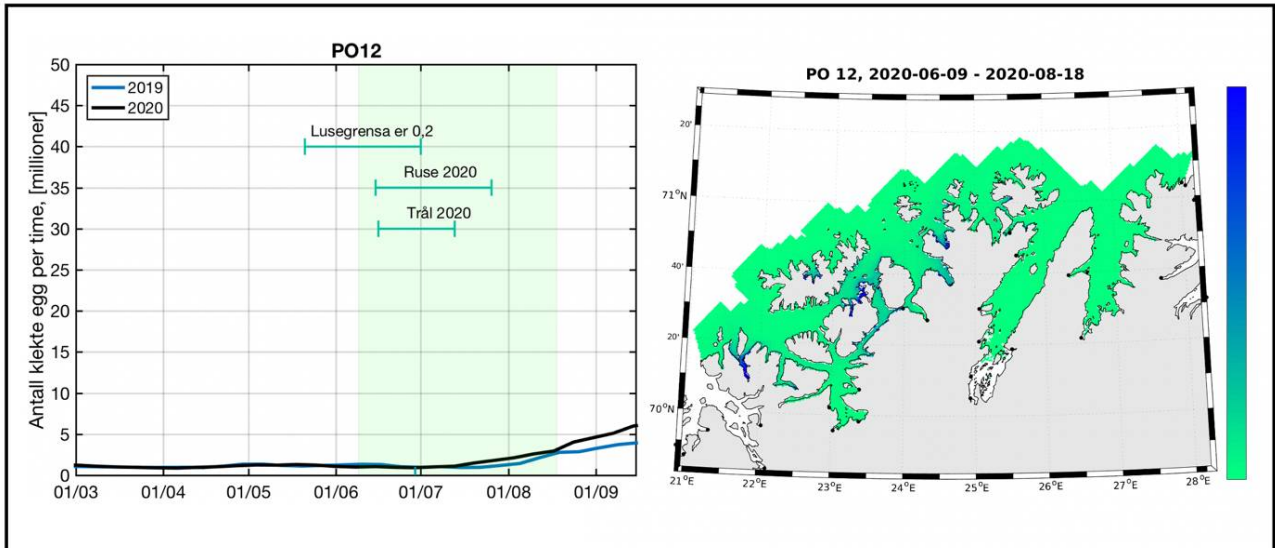 PO12
Antall klekte egg per time, [millioner]
50
45
40
35
30
25
20
15
10
5
0
2019
2020
Lusegrensa er 0,2
Ruse 2020
Trål 2020
01/03 01/04 01/05 01/06 01/07 01/08 01/09
PO 12, 2020-06-09 - 2020-08-18
20'
71°N
40'
20'
70°N
21°E 22°E 23°E 24°E 25°E 26°E 27°E 28°E